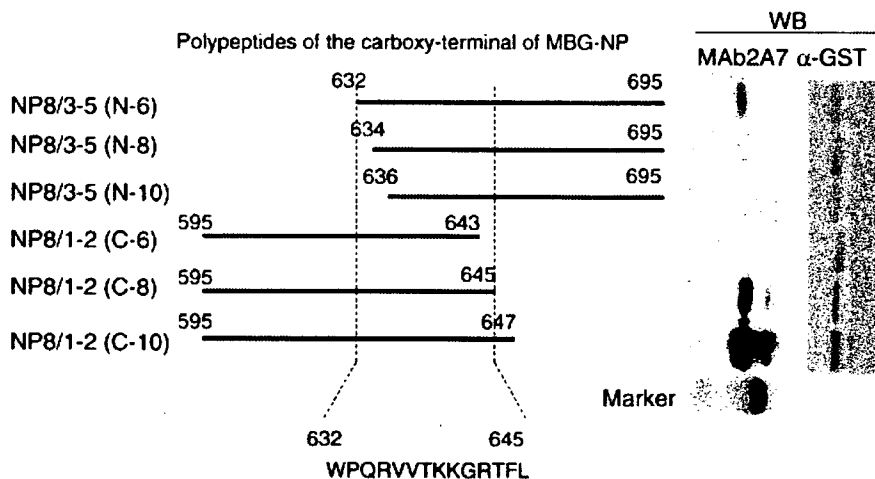 WB
Polypeptides of the carboxy-terminal of MBG-NP
MAb2A7 α-GST
632 695
NP8/3-5 (N-6)
634 695
NP8/3-5 (N-8)
636 695
NP8/3-5 (N-10)
595 643
NP8/1-2 (C-6)
595 645
NP8/1-2 (C-8)
595 647
NP8/1-2 (C-10)
Marker
632 645
WPQRVVTKKGRTFL